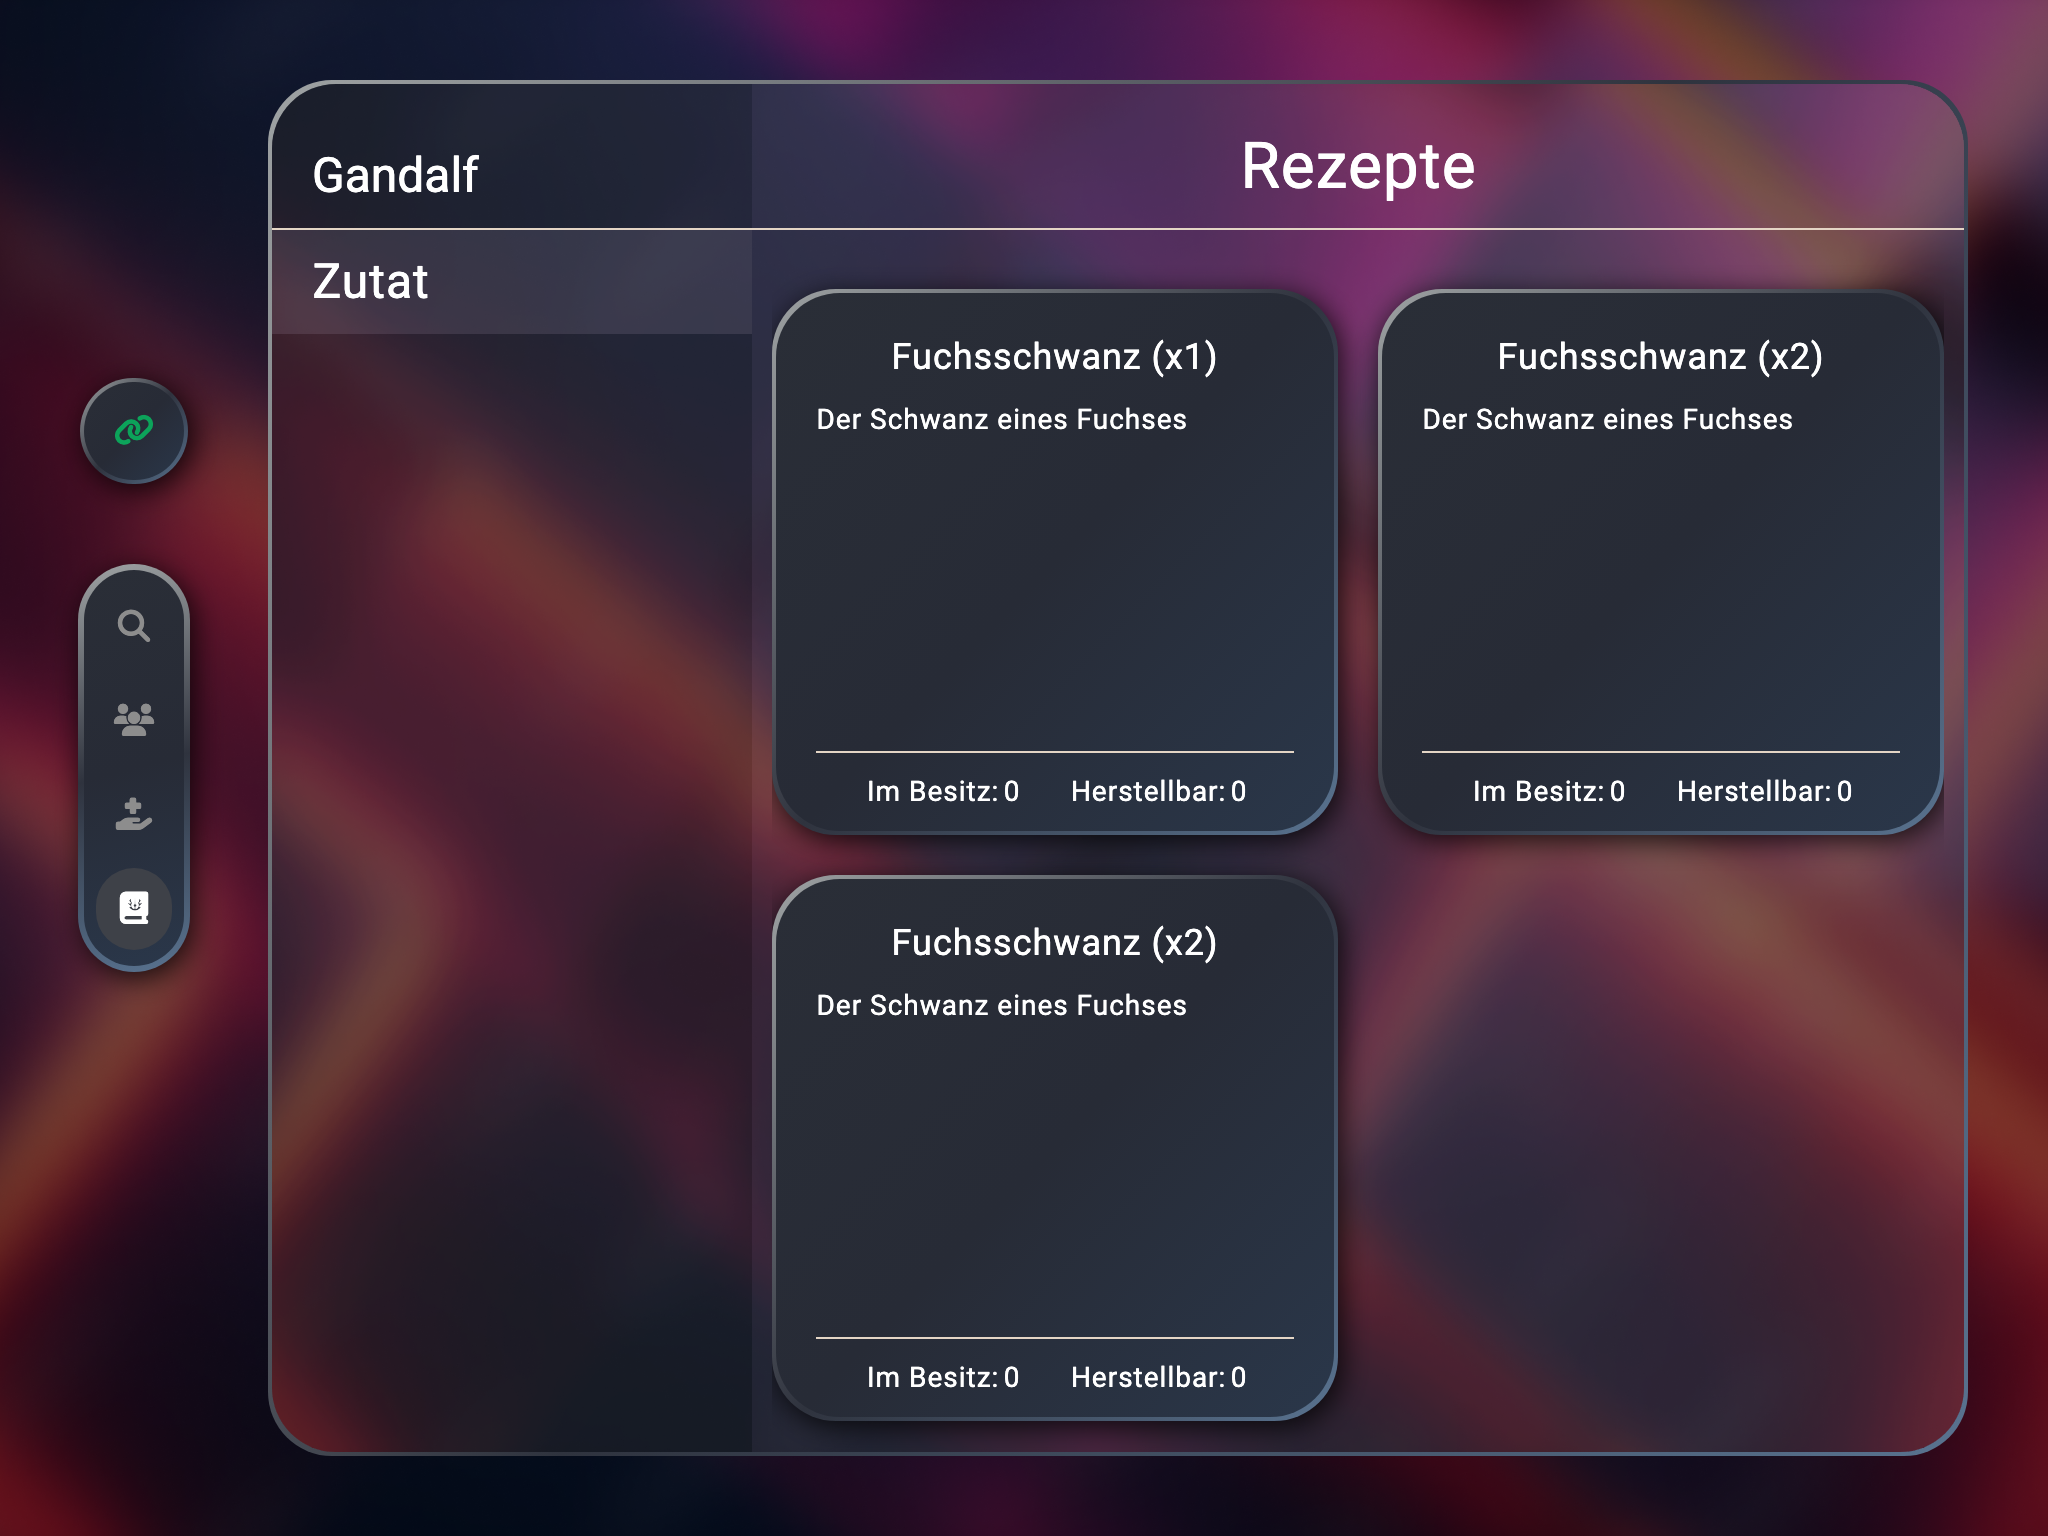 Gandalf
Rezepte
Zutat
Fuchsschwanz (x1)
Der Schwanz eines Fuchses
Im Besitz: 0 Herstellbar: 0
Fuchsschwanz (x2)
Der Schwanz eines Fuchses
Im Besitz: 0 Herstellbar: 0
Fuchsschwanz (x2)
Der Schwanz eines Fuchses
Im Besitz: 0 Herstellbar: 0